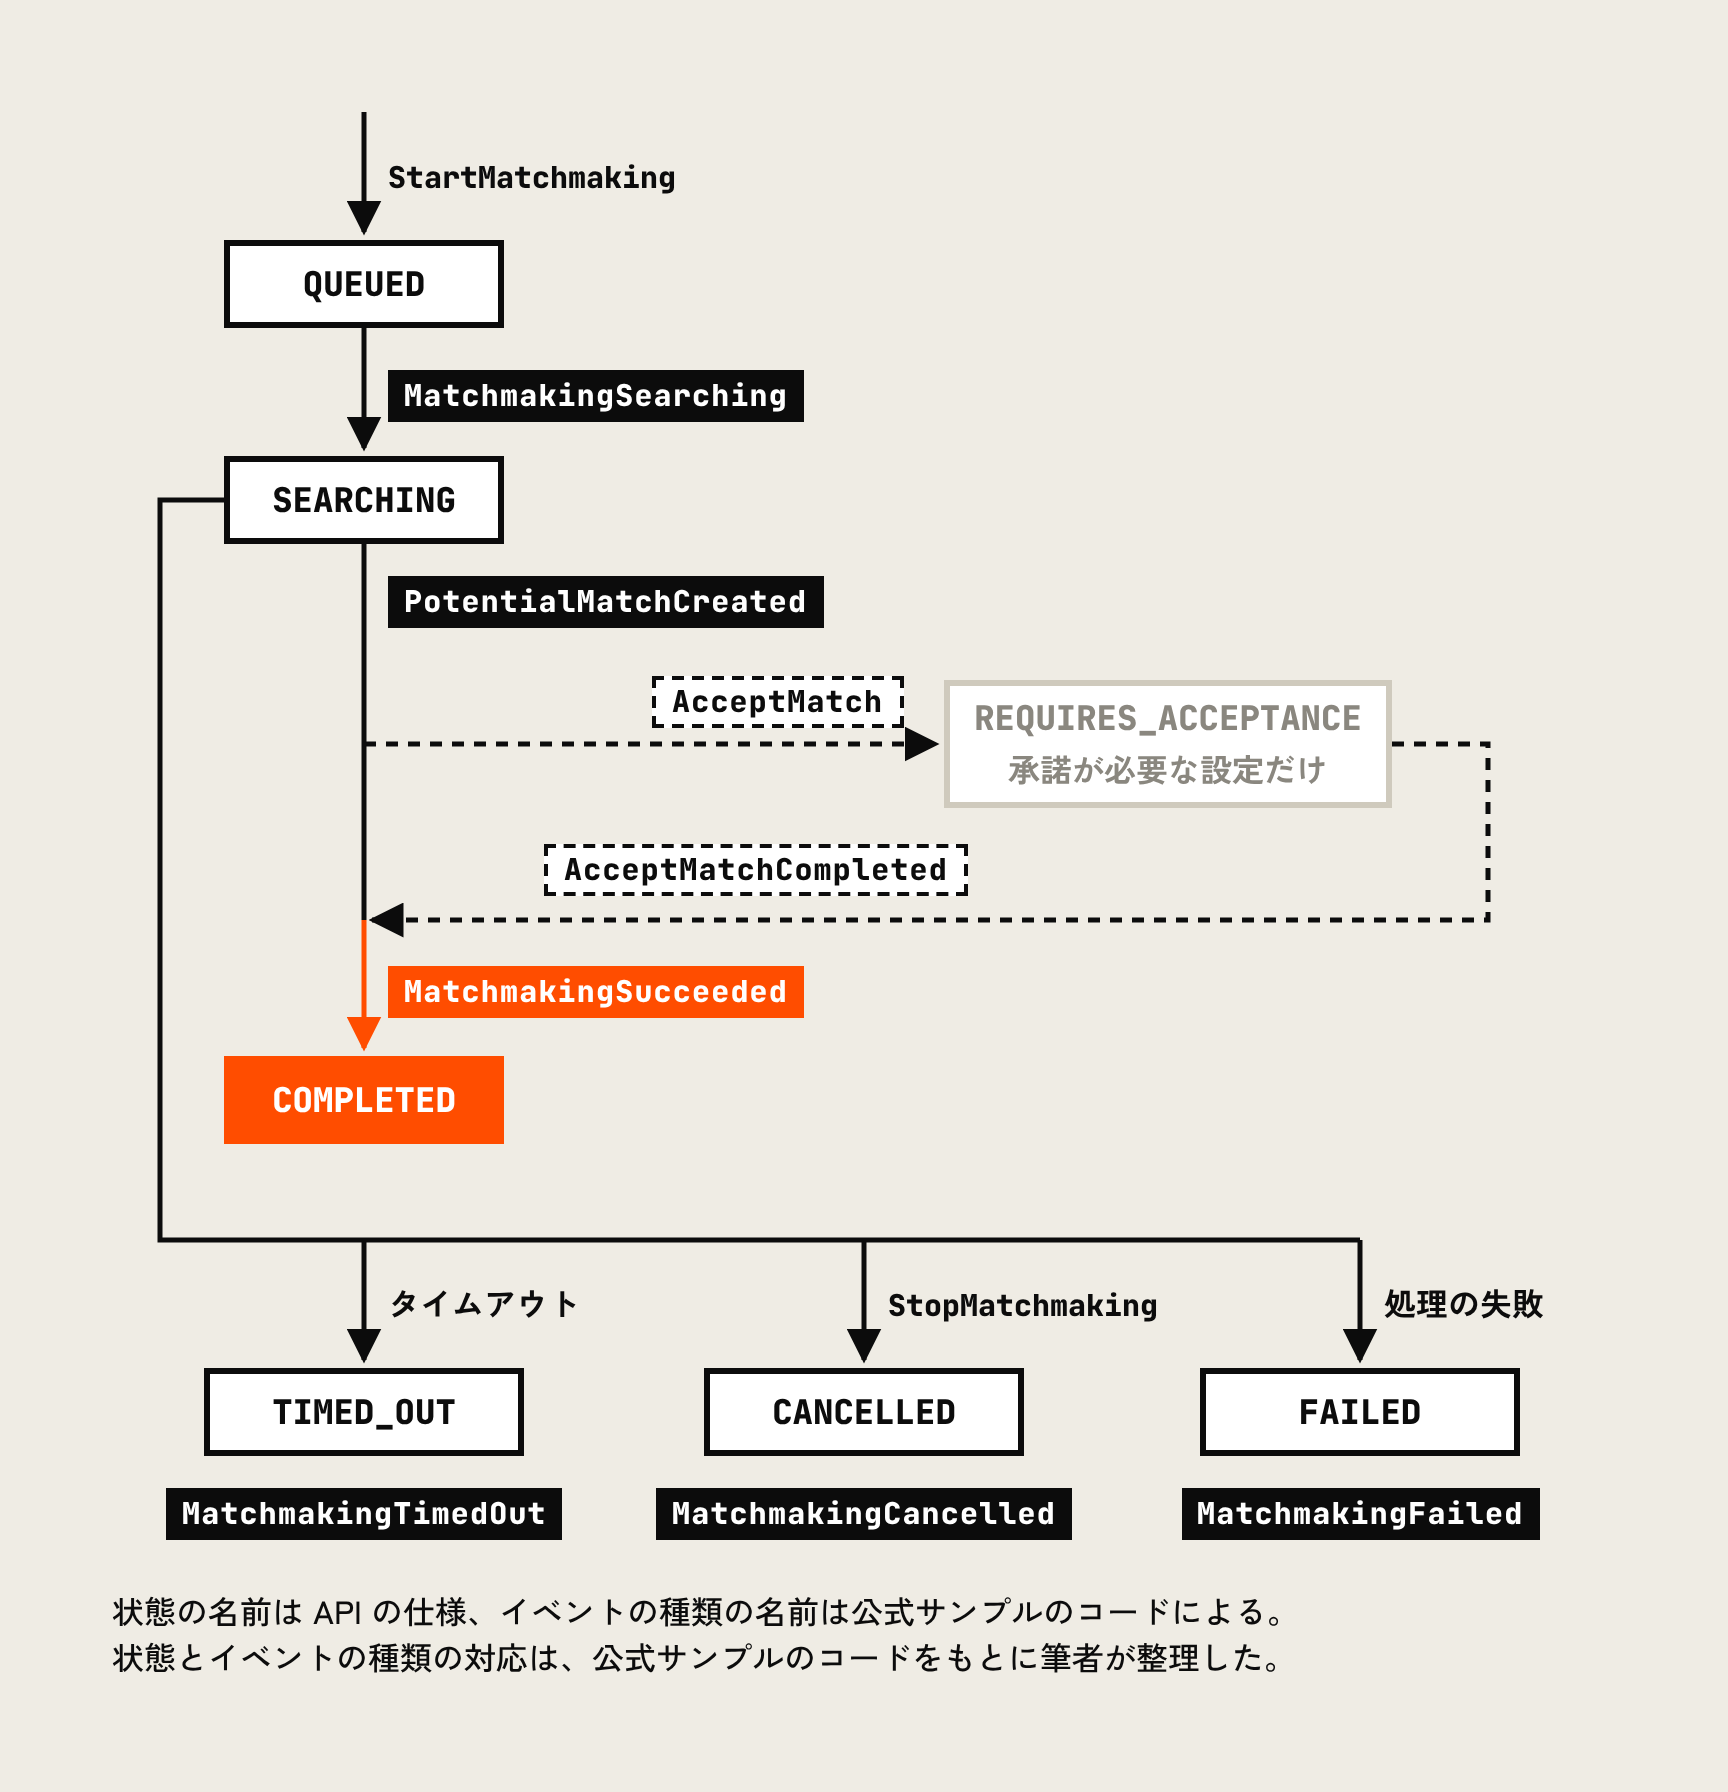 StartMatchmaking
QUEUED
MatchmakingSearching
SEARCHING
PotentialMatchCreated
AcceptMatch
REQUIRES_ACCEPTANCE
承諾が必要な設定だけ
AcceptMatchCompleted
MatchmakingSucceeded
COMPLETED
タイムアウト
StopMatchmaking
処理の失敗
TIMED_OUT
CANCELLED
FAILED
MatchmakingTimedOut
MatchmakingCancelled
MatchmakingFailed
状態の名前は API の仕様、イベントの種類の名前は公式サンプルのコードによる。
状態とイベントの種類の対応は、公式サンプルのコードをもとに筆者が整理した。